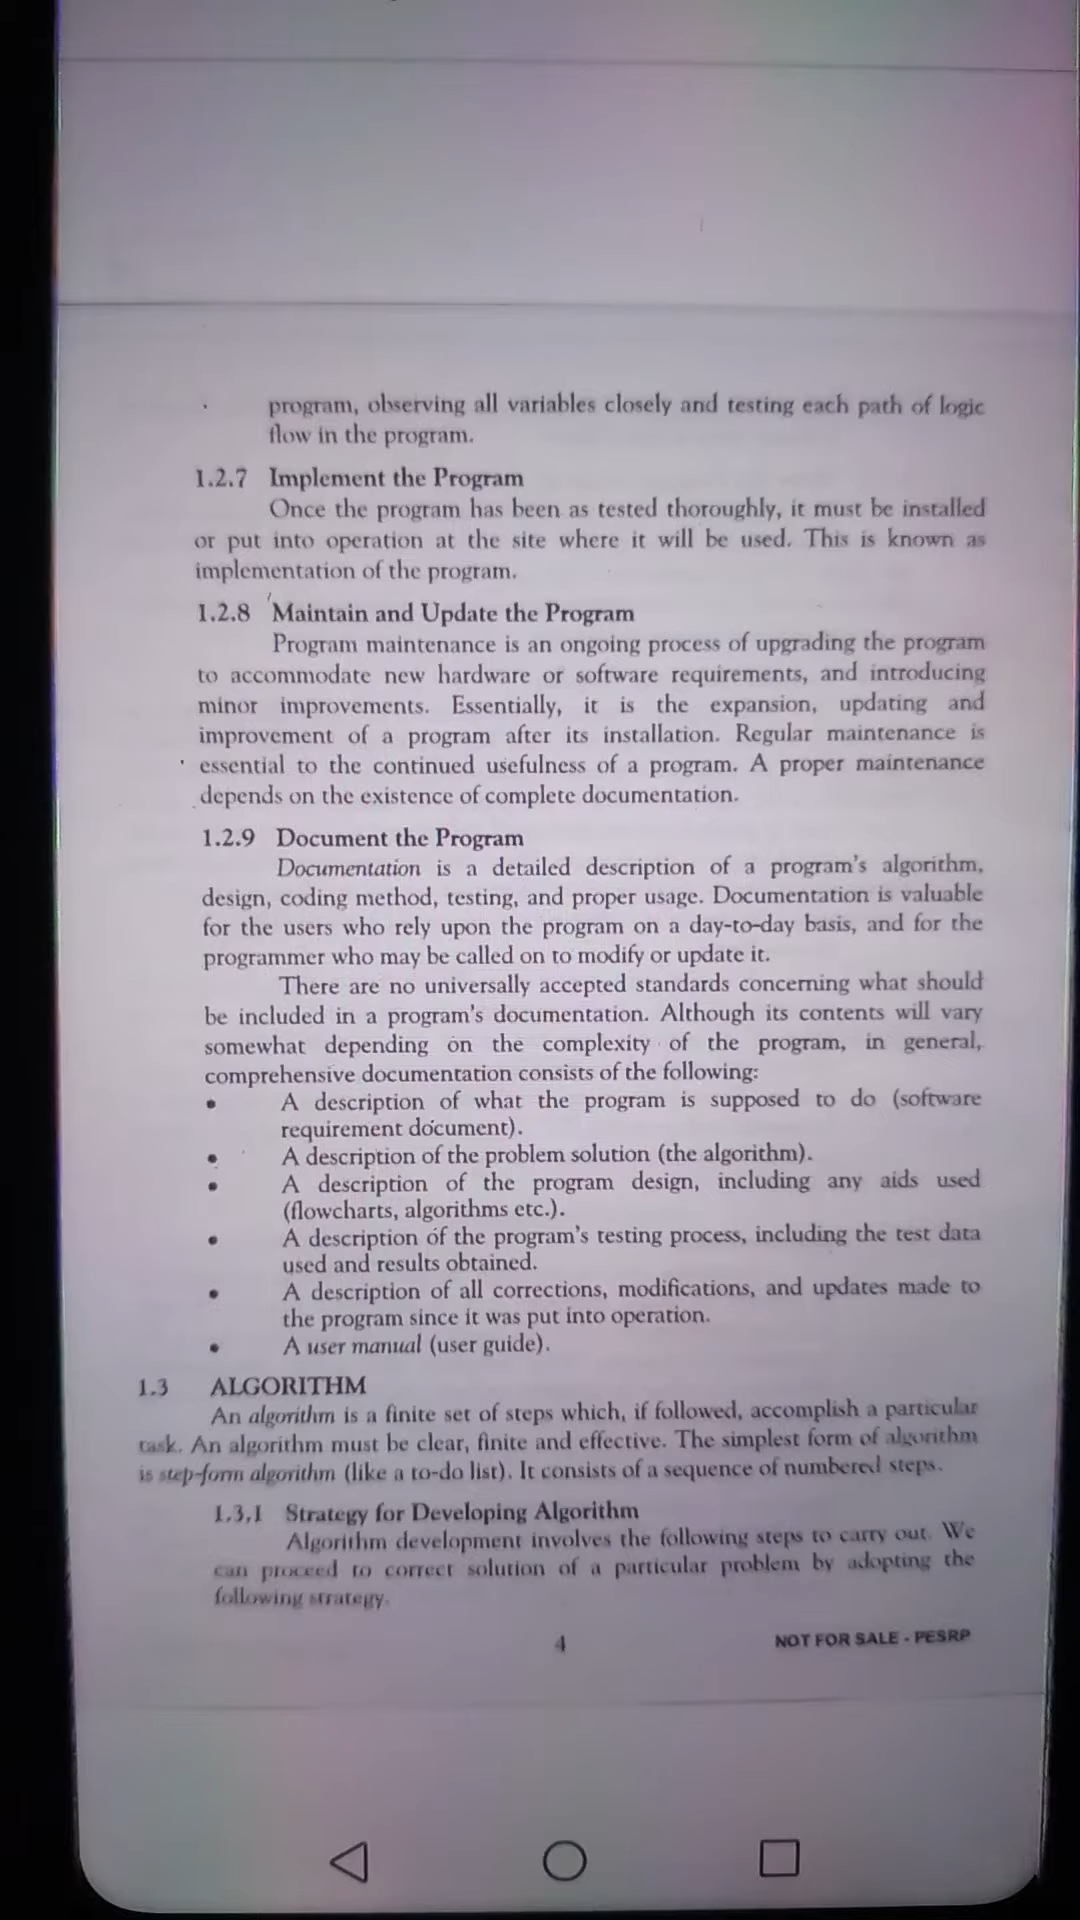 program, observing all variables closely and testing each path of logic
flow in the program.
1.2.7 Implement the Program
Once the program has been as tested thoroughly, it must be installed
or put into operation at the site where it will be used. This is known as
implementation of the program.
1.2.8 Maintain and Update the Program
Program maintenance is an ongoing process of upgrading the program
to accommodate new hardware or software requirements, and introducing
minor improvements. Essentially, it is the expansion, updating and
improvement of a program after its installation. Regular maintenance is
essential to the continued usefulness of a program. A proper maintenance
depends on the existence of complete documentation.
1.2.9 Document the Program
Documentation is a detailed description of a program's algorithm,
design, coding method, testing, and proper usage. Documentation is valuable
for the users who rely upon the program on a day-to-day basis, and for the
programmer who may be called on to modify or update it.
There are no universally accepted standards concerning what should
be included in a program's documentation. Although its contents will vary
somewhat depending on the complexity of the program, in general,
comprehensive documentation consists of the following:
• A description of what the program is supposed to do (software
requirement document).
• A description of the problem solution (the algorithm).
• A description of the program design, including any aids used
(flowcharts, algorithms etc.).
• A description of the program's testing process, including the test data
used and results obtained.
• A description of all corrections, modifications, and updates made to
the program since it was put into operation.
• A user manual (user guide).
1.3 ALGORITHM
An algorithm is a finite set of steps which, if followed, accomplish a particular
task. An algorithm must be clear, finite and effective. The simplest form of algorithm
is step-form algorithm (like a to-do list). It consists of a sequence of numbered steps.
1.3.1 Strategy for Developing Algorithm
Algorithm development involves the following steps to carry out. We
can proceed to correct solution of a particular problem by adopting the
following strategy.
4
NOT FOR SALE - PESRP